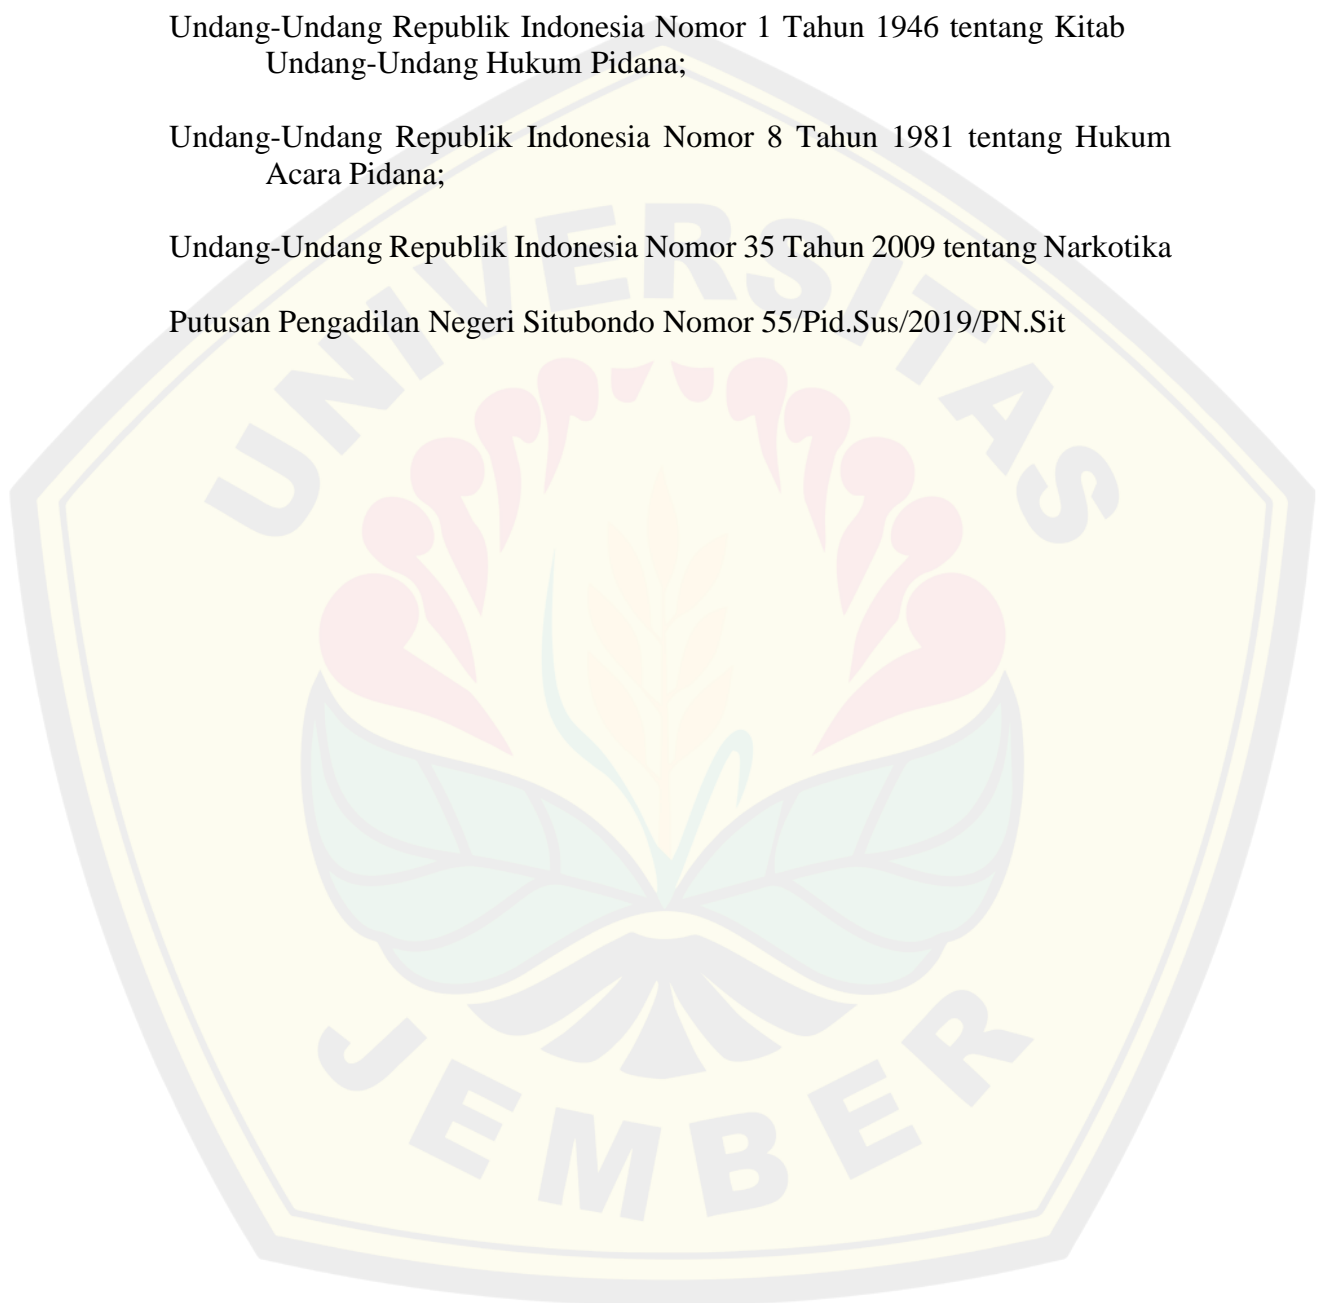 Undang-Undang Republik Indonesia Nomor 1 Tahun 1946 tentang Kitab
Undang-Undang Hukum Pidana;
Undang-Undang Republik Indonesia Nomor 8 Tahun 1981 tentang Hukum
Acara Pidana;
Undang-Undang Republik Indonesia Nomor 35 Tahun 2009 tentang Narkotika
Putusan Pengadilan Negeri Situbondo Nomor 55/Pid.Sus/2019/PN.Sit
UNIVERSITAS
JEMBER